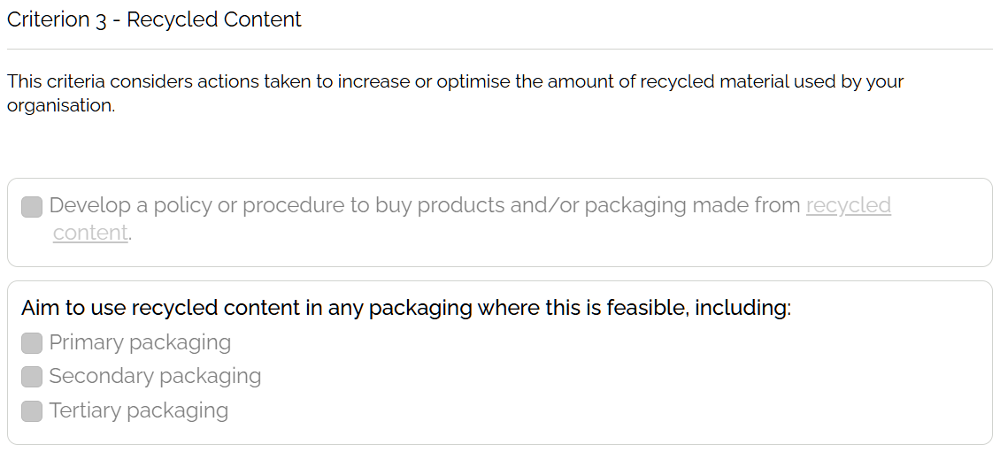 Criterion 3 - Recycled Content
This criteria considers actions taken to increase or optimise the amount of recycled material used by your
organisation.
Develop a policy or procedure to buy products and/or packaging made from recycled
content.
Aim to use recycled content in any packaging where this is feasible, including:
Primary packaging
Secondary packaging
Tertiary packaging